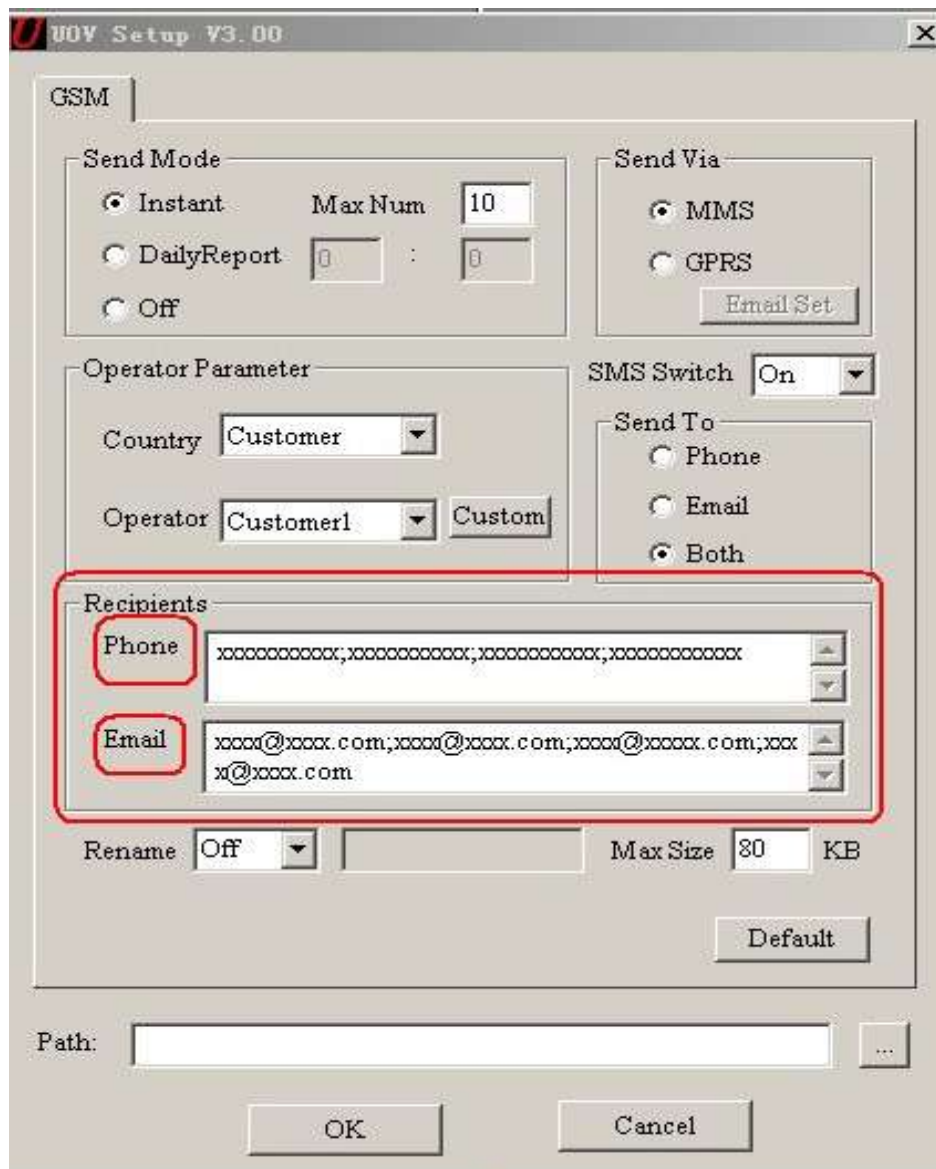 UOV Setup V3.00
GSM
Send Mode
Instant Max Num 10
DailyReport 0 : 0
Off
Send Via
MMS
GPRS
Email Set
Operator Parameter
Country Customer
Operator Customer1 Custom
SMS Switch On
Send To
Phone
Email
Both
Recipients
Phone xxxxxxxxxx;xxxxxxxxxx;xxxxxxxxxx;xxxxxxxxxxx
Email xxxx@xxxx.com;xxxx@xxxx.com;xxxx@xxxxx.com;xxx
x@xxxx.com
Rename Off Max Size 80 KB
Default
Path: ...
OK Cancel